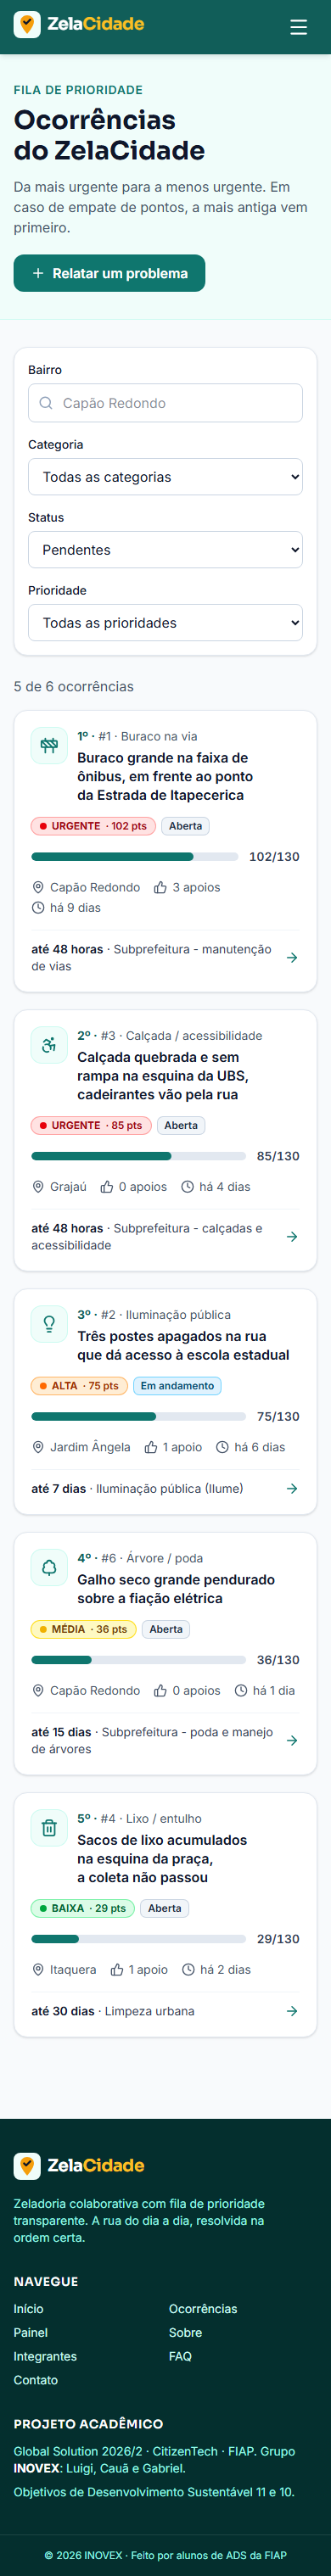 ZelaCidade
FILA DE PRIORIDADE
Ocorrências
do ZelaCidade
Da mais urgente para a menos urgente. Em
caso de empate de pontos, a mais antiga vem
primeiro.
+ Relatar um problema
Bairro
Capão Redondo
Categoria
Todas as categorias
Status
Pendentes
Prioridade
Todas as prioridades
5 de 6 ocorrências
1º · #1 · Buraco na via
Buraco grande na faixa de
ônibus, em frente ao ponto
da Estrada de Itapecerica
URGENTE · 102 pts Aberta
102/130
Capão Redondo 3 apoios
há 9 dias
até 48 horas · Subprefeitura - manutenção
de vias
2º · #3 · Calçada / acessibilidade
Calçada quebrada e sem
rampa na esquina da UBS,
cadeirantes vão pela rua
URGENTE · 85 pts Aberta
85/130
Grajaú 0 apoios há 4 dias
até 48 horas · Subprefeitura - calçadas e
acessibilidade
3º · #2 · Iluminação pública
Três postes apagados na rua
que dá acesso à escola estadual
ALTA · 75 pts Em andamento
75/130
Jardim Ângela 1 apoio há 6 dias
até 7 dias · Iluminação pública (Ilume)
4º · #6 · Árvore / poda
Galho seco grande pendurado
sobre a fiação elétrica
MÉDIA · 36 pts Aberta
36/130
Capão Redondo 0 apoios há 1 dia
até 15 dias · Subprefeitura - poda e manejo
de árvores
5º · #4 · Lixo / entulho
Sacos de lixo acumulados
na esquina da praça,
a coleta não passou
BAIXA · 29 pts Aberta
29/130
Itaquera 1 apoio há 2 dias
até 30 dias · Limpeza urbana
ZelaCidade
Zeladoria colaborativa com fila de prioridade
transparente. A rua do dia a dia, resolvida na
ordem certa.
NAVEGUE
Início Ocorrências
Painel Sobre
Integrantes FAQ
Contato
PROJETO ACADÊMICO
Global Solution 2026/2 · CitizenTech · FIAP. Grupo
INOVEX: Luigi, Cauã e Gabriel.
Objetivos de Desenvolvimento Sustentável 11 e 10.
© 2026 INOVEX · Feito por alunos de ADS da FIAP